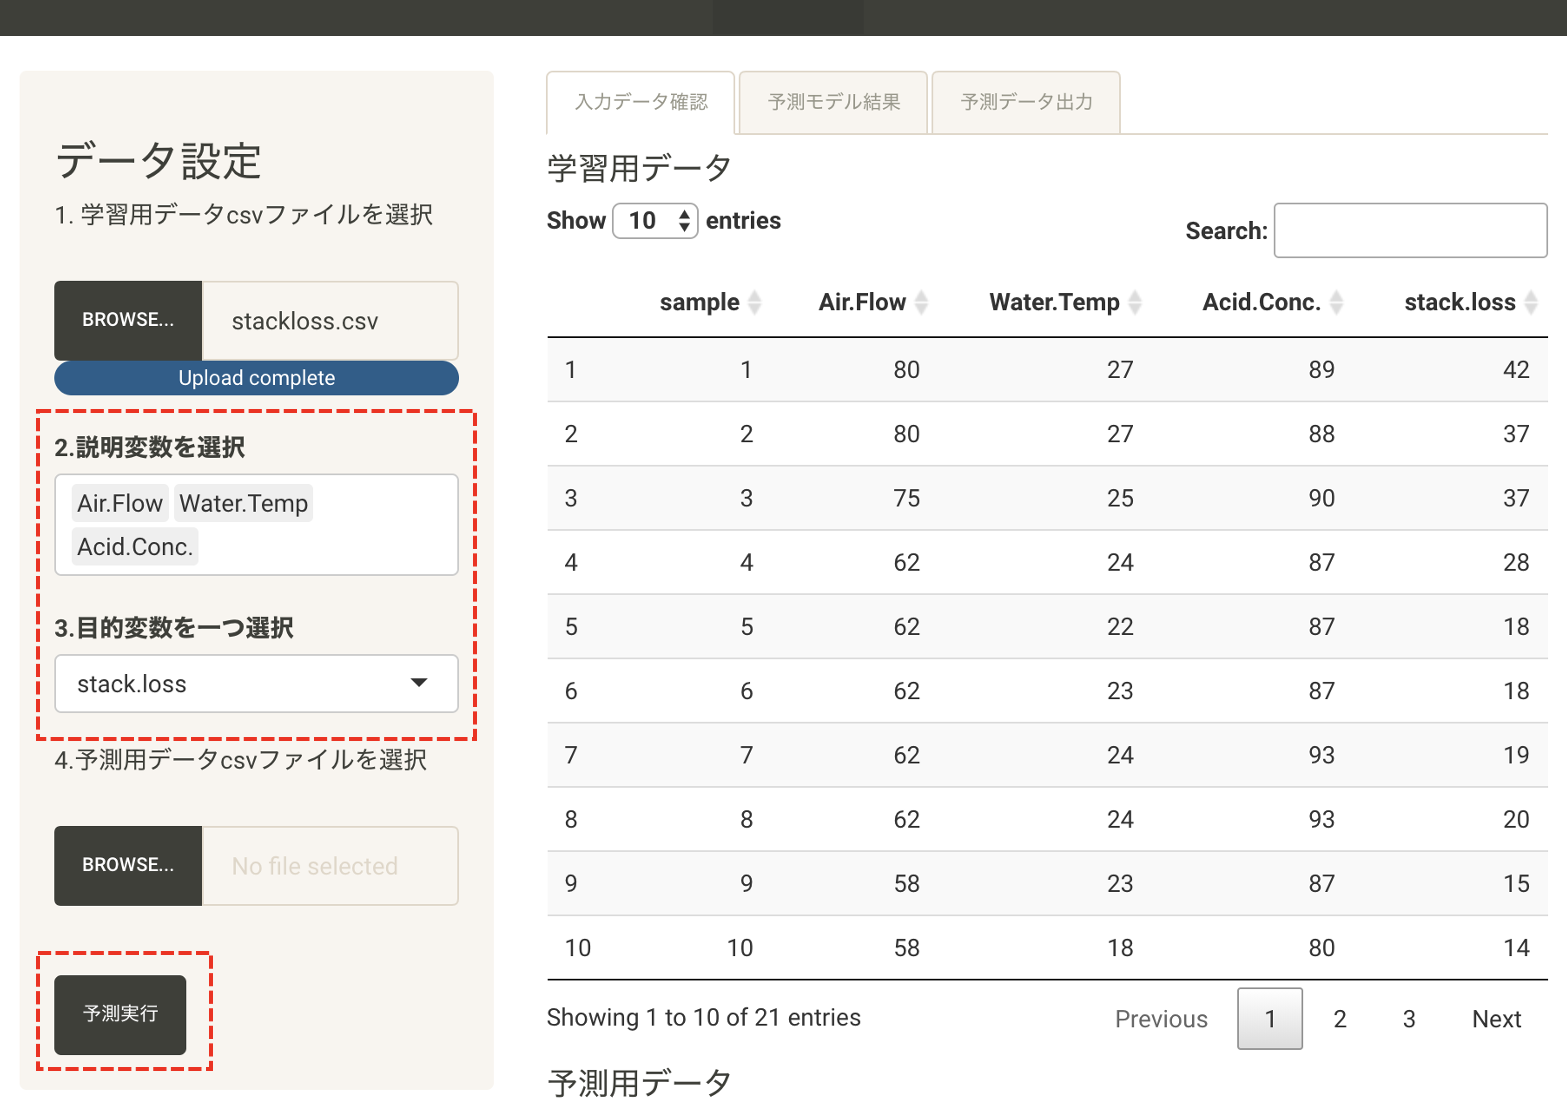 データ設定
1. 学習用データcsvファイルを選択
BROWSE... stackloss.csv
Upload complete
2.説明変数を選択
Air.Flow Water.Temp
Acid.Conc.
3.目的変数を一つ選択
stack.loss
4.予測用データcsvファイルを選択
BROWSE... No file selected
予測実行
入力データ確認 予測モデル結果 予測データ出力
学習用データ
Show 10 entries
Search:
sample Air.Flow Water.Temp Acid.Conc. stack.loss
1 1 80 27 89 42
2 2 80 27 88 37
3 3 75 25 90 37
4 4 62 24 87 28
5 5 62 22 87 18
6 6 62 23 87 18
7 7 62 24 93 19
8 8 62 24 93 20
9 9 58 23 87 15
10 10 58 18 80 14
Showing 1 to 10 of 21 entries
Previous 1 2 3 Next
予測用データ